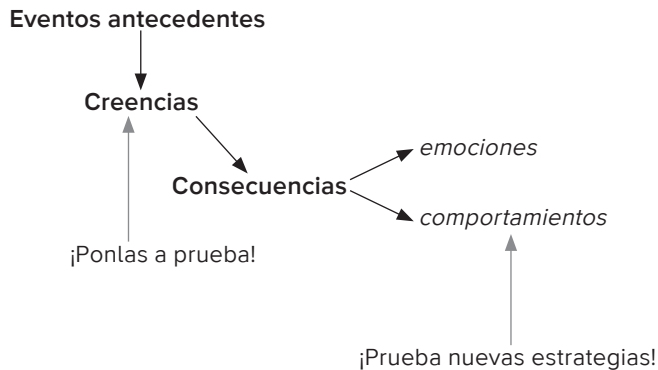 Eventos antecedentes
Creencias
emociones
Consecuencias
comportamientos
¡Ponlas a prueba!
¡Prueba nuevas estrategias!